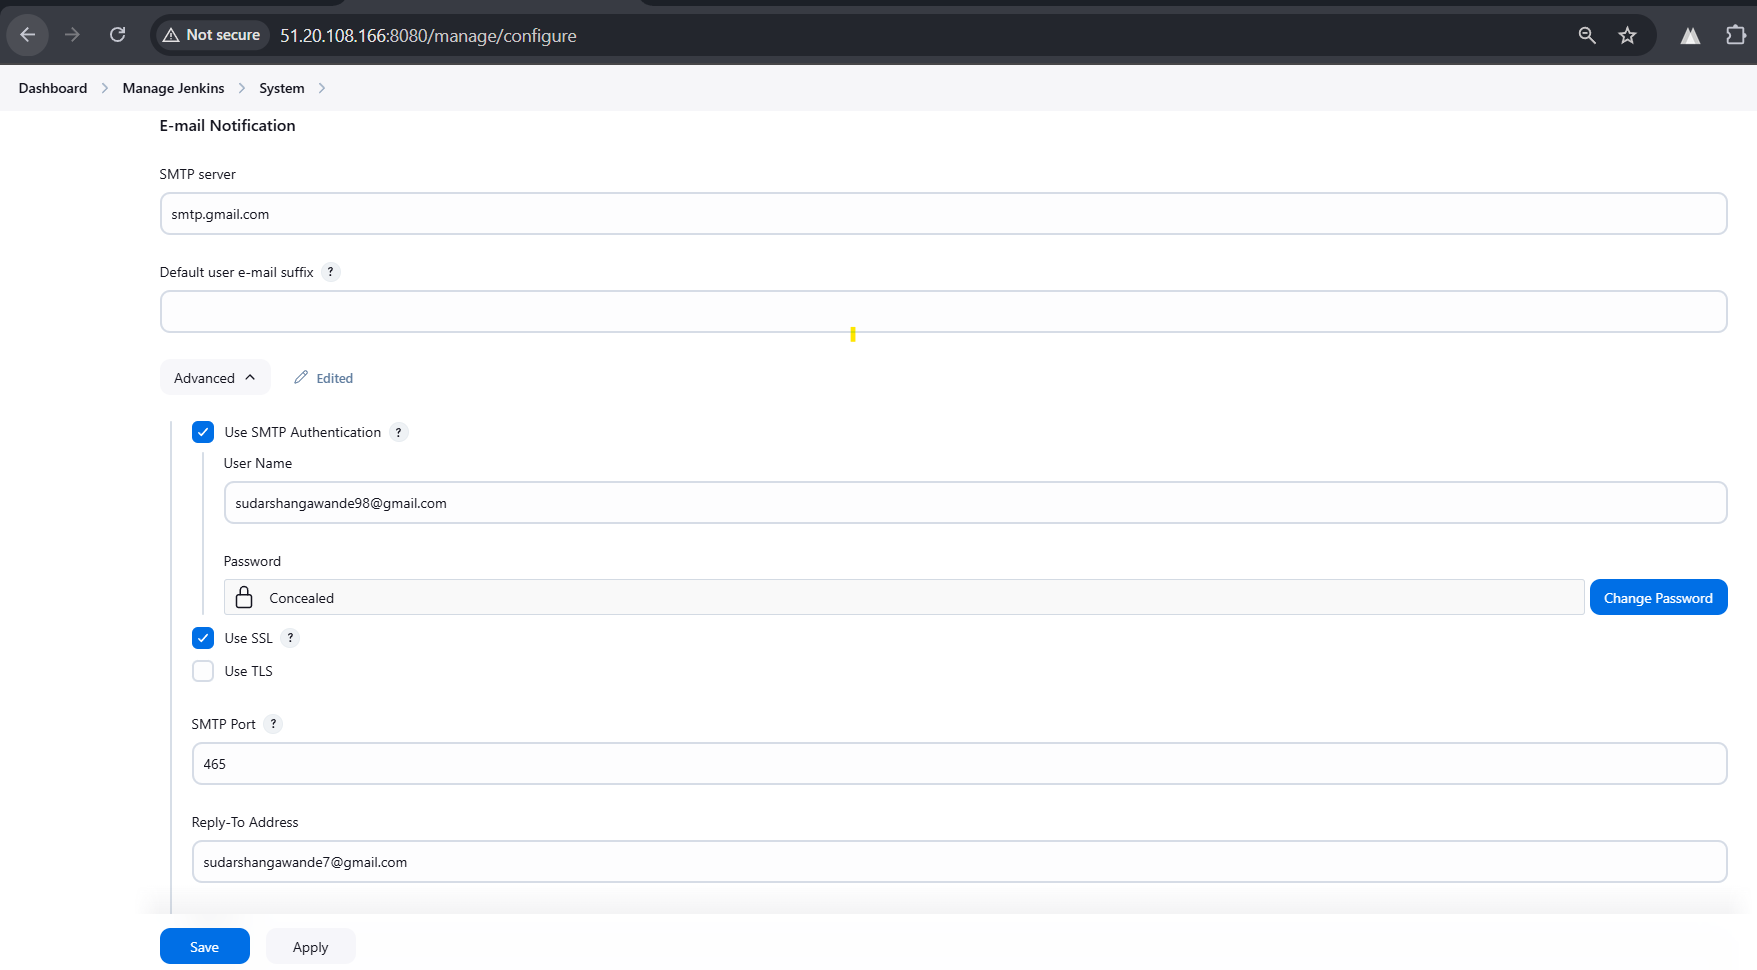 Not secure 51.20.108.166:8080/manage/configure
Dashboard Manage Jenkins System
E-mail Notification
SMTP server
smtp.gmail.com
Default user e-mail suffix ?
Advanced Edited
Use SMTP Authentication ?
User Name
sudarshangawande98@gmail.com
Password
Concealed Change Password
Use SSL ?
Use TLS
SMTP Port ?
465
Reply-To Address
sudarshangawande7@gmail.com
Save Apply